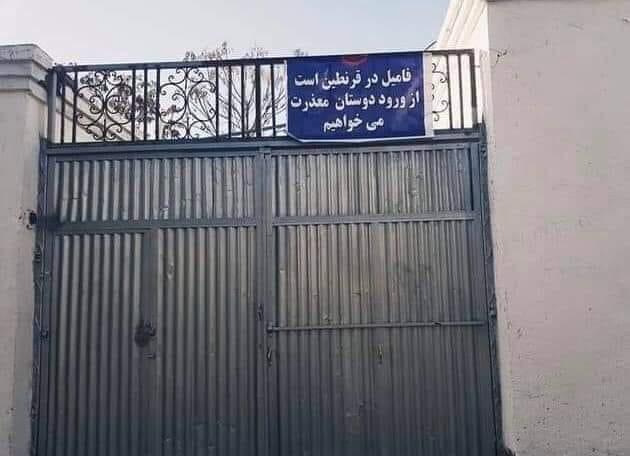 فامیل در قرنطین است
از ورود دوستان معذرت
می خواهیم